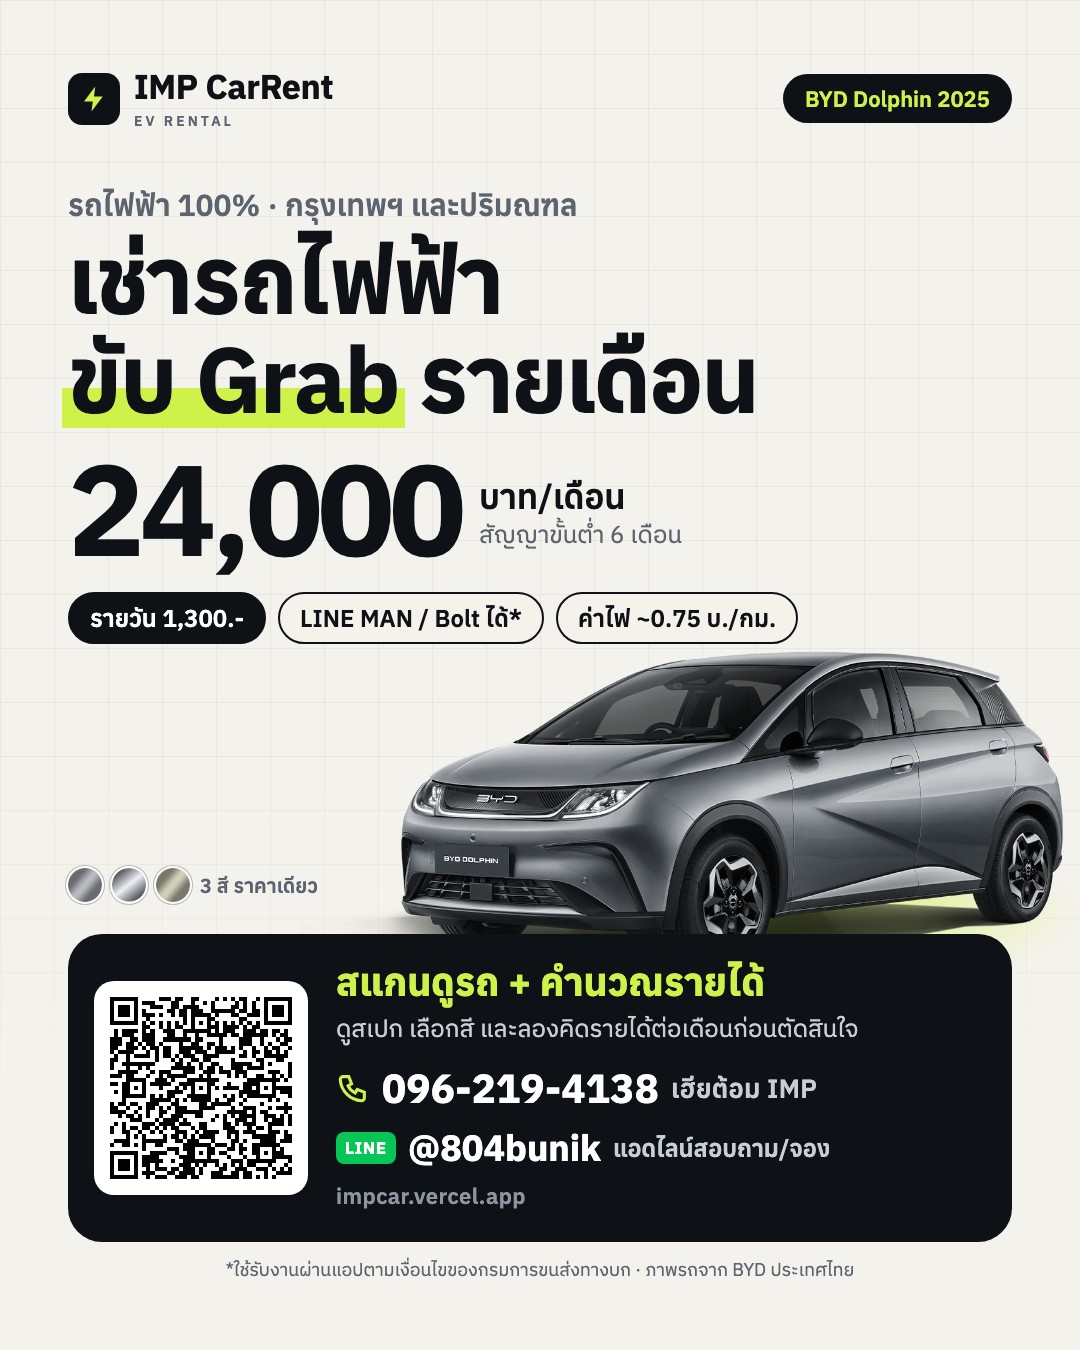 IMP CarRent
EV RENTAL
BYD Dolphin 2025
รถไฟฟ้า 100% · กรุงเทพฯ และปริมณฑล
เช่ารถไฟฟ้า
ขับ Grab รายเดือน
24,000 บาท/เดือน
สัญญาขั้นต่ำ 6 เดือน
รายวัน 1,300.- LINE MAN / Bolt ได้* ค่าไฟ ~0.75 บ./กม.
BYD
BYD DOLPHIN
3 สี ราคาเดียว
สแกนดูรถ + คำนวณรายได้
ดูสเปก เลือกสี และลองคิดรายได้ต่อเดือนก่อนตัดสินใจ
096-219-4138 เฮียต้อม IMP
LINE @804bunik แอดไลน์สอบถาม/จอง
impcar.vercel.app
*ใช้รับงานผ่านแอปตามเงื่อนไขของกรมการขนส่งทางบก · ภาพรถจาก BYD ประเทศไทย